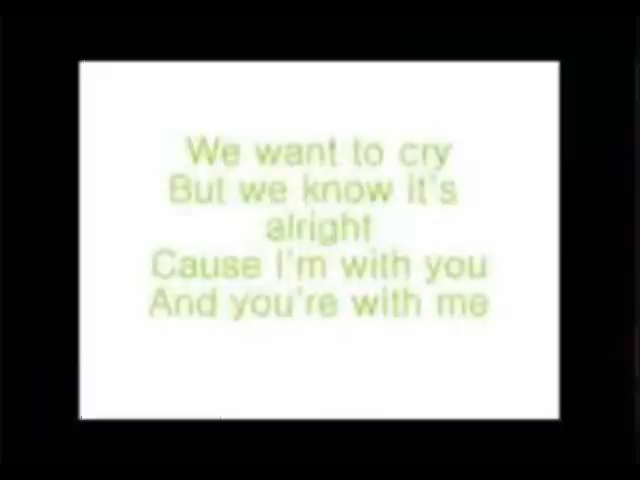 We want to cry
But we know it's
alright
Cause I'm with you
And you're with me